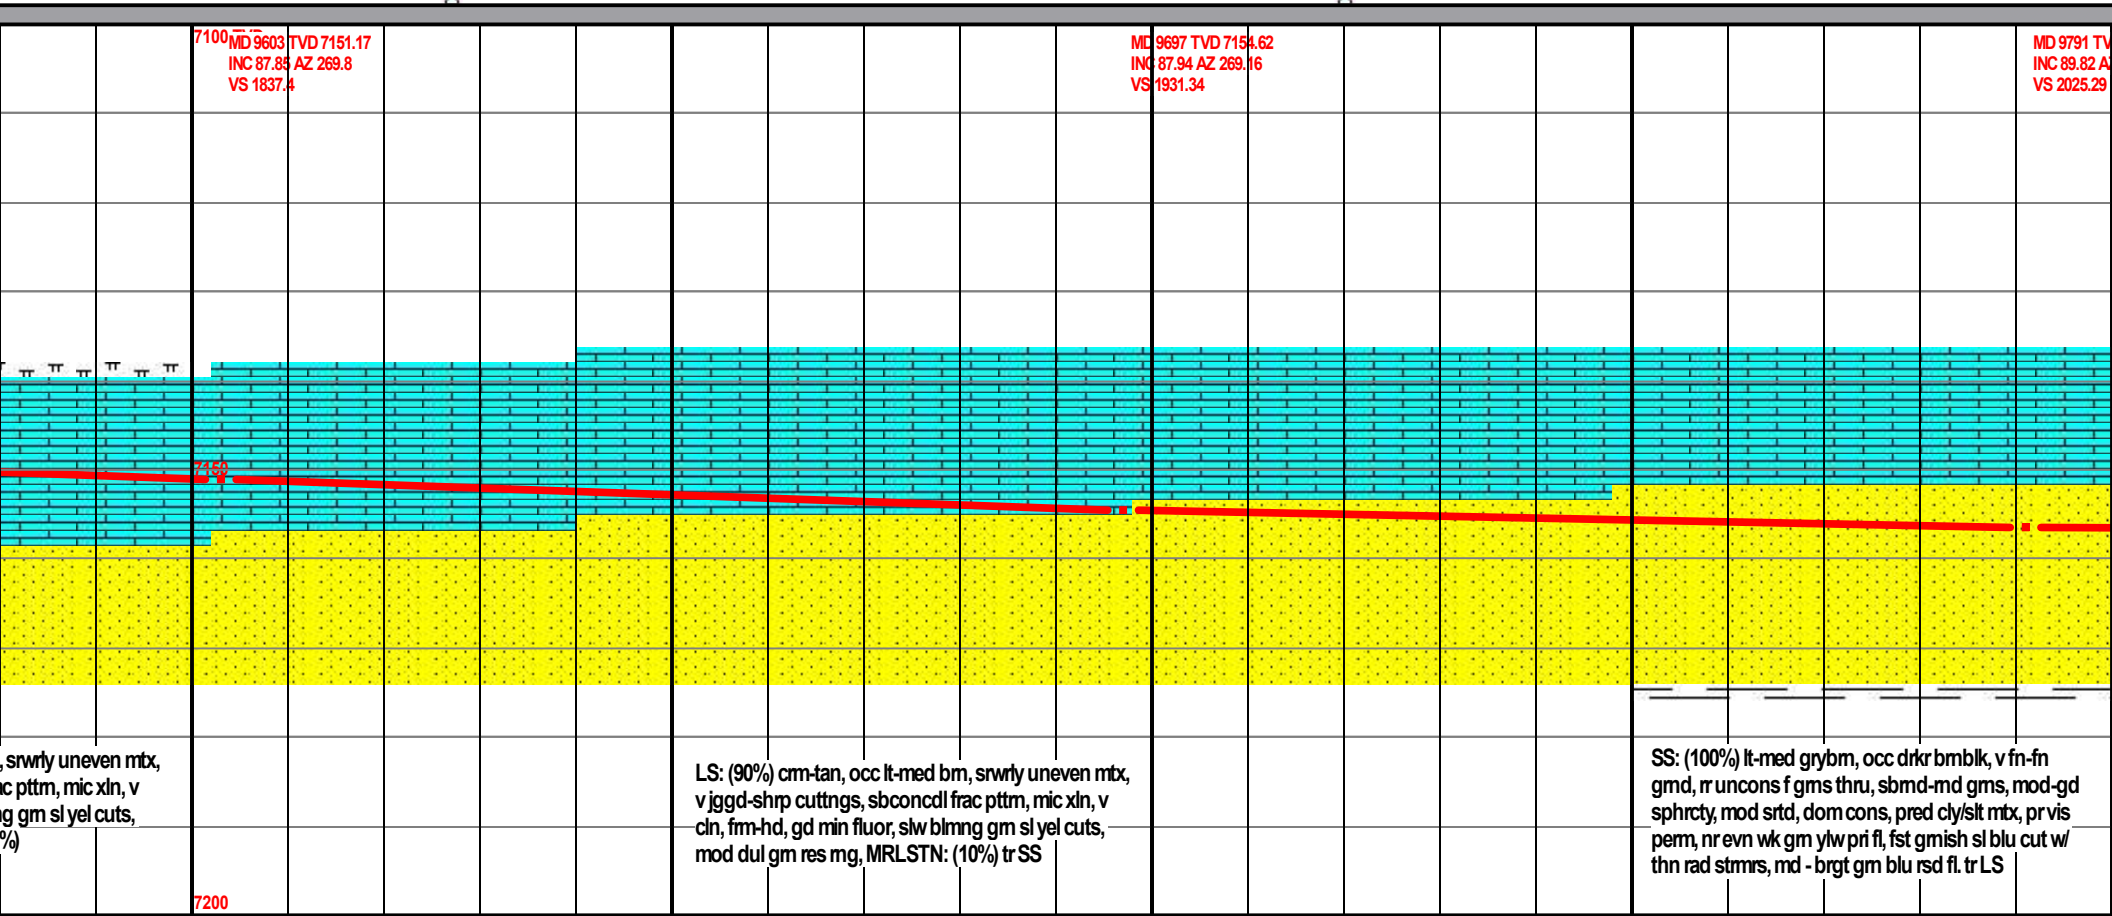 7100
MD 9603 TVD 7151.17
INC 87.85 AZ 269.8
VS 1837.4
MD 9697 TVD 7154.62
INC 87.94 AZ 269.16
VS 1931.34
MD 9791 TV
INC 89.82 A
VS 2025.29
7150
, srwrly uneven mtx,
ac pttrn, mic xln, v
ng grn sl yel cuts,
%)
LS: (90%) crm-tan, occ lt-med brn, srwrly uneven mtx,
v jggd-shrp cuttngs, sbconcdl frac pttrn, mic xln, v
cln, frm-hd, gd min fluor, slw blmng grn sl yel cuts,
mod dul grn res rng, MRLSTN: (10%) tr SS
SS: (100%) lt-med grybrn, occ drkr brnblk, v fn-fn
grnd, rr uncons f grns thru, sbrnd-rnd grns, mod-gd
sphrcty, mod srtd, dom cons, pred cly/slt mtx, pr vis
perm, nr evn wk grn ylw pri fl, fst grnish sl blu cut w/
thn rad strmrs, md - brgt grn blu rsd fl. tr LS
7200